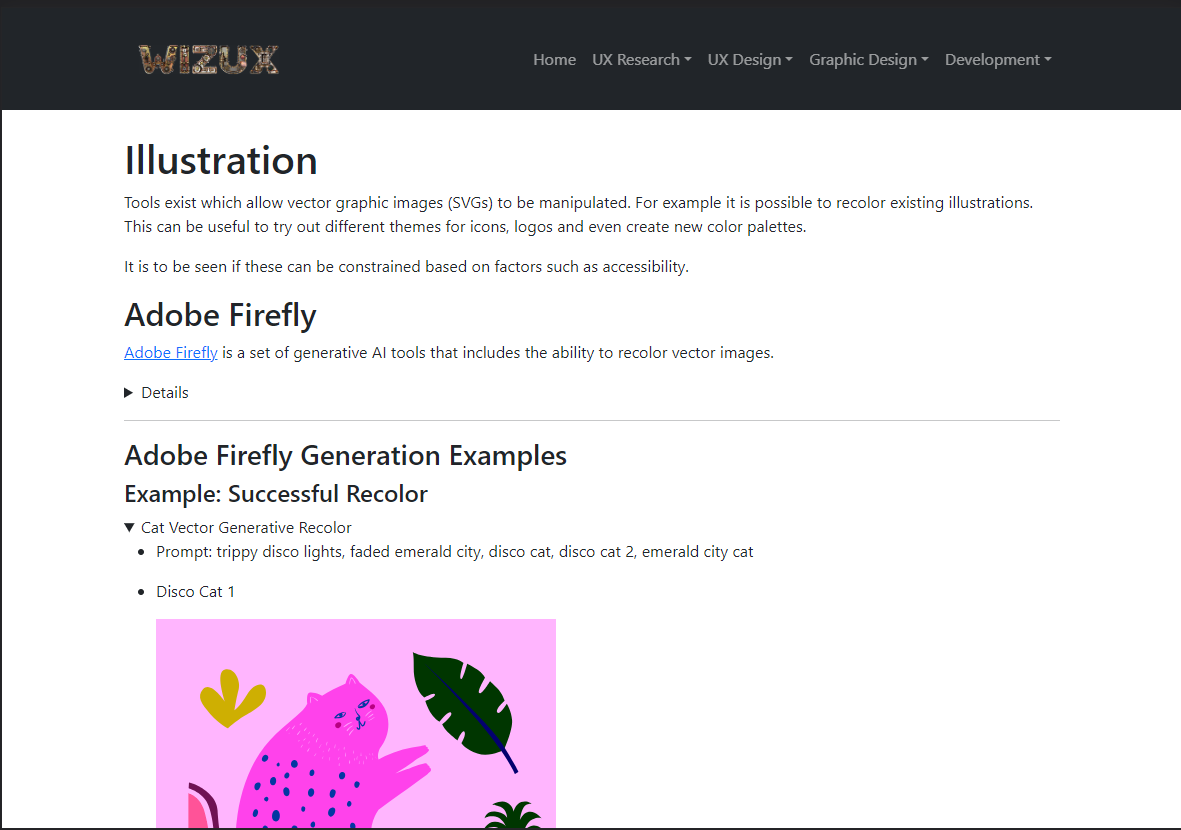 WIZUX
Home UX Research UX Design Graphic Design Development
Illustration
Tools exist which allow vector graphic images (SVGs) to be manipulated. For example it is possible to recolor existing illustrations.
This can be useful to try out different themes for icons, logos and even create new color palettes.
It is to be seen if these can be constrained based on factors such as accessibility.
Adobe Firefly
Adobe Firefly is a set of generative AI tools that includes the ability to recolor vector images.
Details
Adobe Firefly Generation Examples
Example: Successful Recolor
Cat Vector Generative Recolor
Prompt: trippy disco lights, faded emerald city, disco cat, disco cat 2, emerald city cat
Disco Cat 1